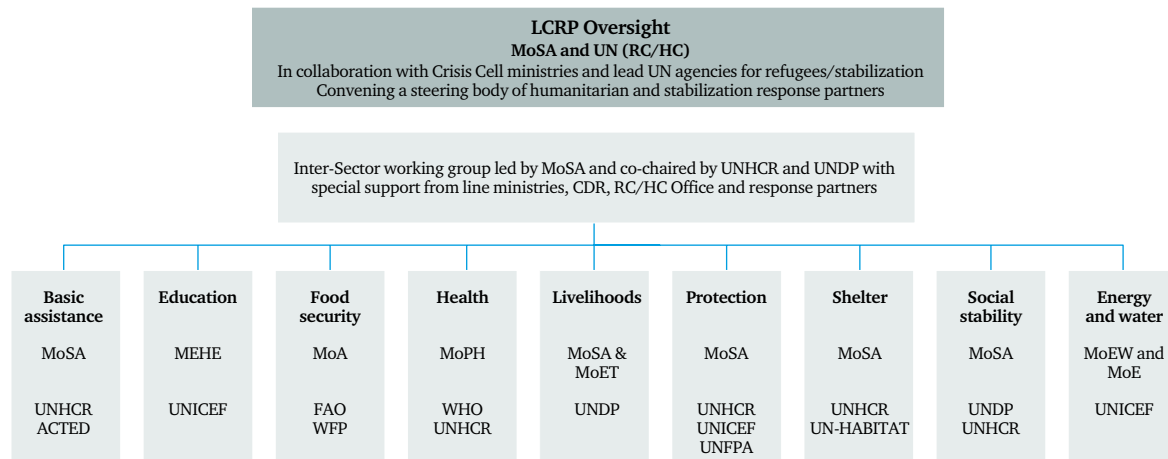 LCRP Oversight
MoSA and UN (RC/HC)
In collaboration with Crisis Cell ministries and lead UN agencies for refugees/stabilization
Convening a steering body of humanitarian and stabilization response partners
Inter-Sector working group led by MoSA and co-chaired by UNHCR and UNDP with
special support from line ministries, CDR, RC/HC Office and response partners
Basic
assistance
MoSA
UNHCR
ACTED
Education
MEHE
UNICEF
Food
security
MoA
FAO
WFP
Health
MoPH
WHO
UNHCR
Livelihoods
MoSA &
MoET
UNDP
Protection
MoSA
UNHCR
UNICEF
UNFPA
Shelter
MoSA
UNHCR
UN-HABITAT
Social
stability
MoSA
UNDP
UNHCR
Energy
and water
MoEW and
MoE
UNICEF